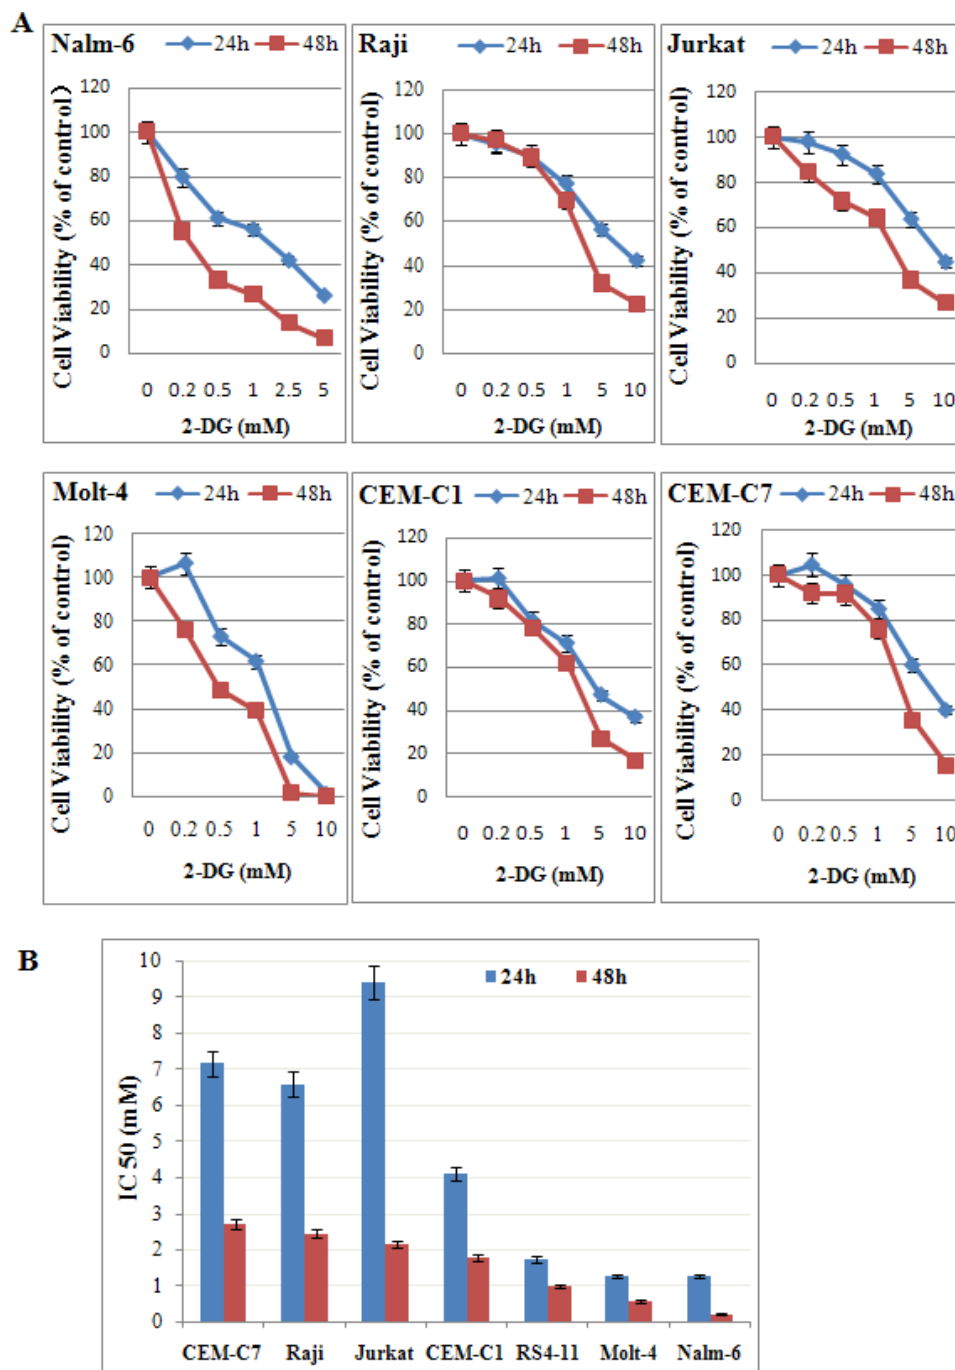 A
Nalm-6 24h 48h
Cell Viability (% of control)
120
100
80
60
40
20
0
0 0.2 0.5 1 2.5 5
2-DG (mM)
Raji 24h 48h
Cell Viability (% of control)
120
100
80
60
40
20
0
0 0.2 0.5 1 5 10
2-DG (mM)
Jurkat 24h 48h
Cell Viability (% of control)
120
100
80
60
40
20
0
0 0.2 0.5 1 5 10
2-DG (mM)
Molt-4 24h 48h
Cell Viability (% of control)
120
100
80
60
40
20
0
0 0.2 0.5 1 5 10
2-DG (mM)
CEM-C1 24h 48h
Cell Viability (% of control)
120
100
80
60
40
20
0
0 0.2 0.5 1 5 10
2-DG (mM)
CEM-C7 24h 48h
Cell Viability (% of control)
120
100
80
60
40
20
0
0 0.2 0.5 1 5 10
2-DG (mM)
B
24h 48h
IC 50 (mM)
10
9
8
7
6
5
4
3
2
1
0
CEM-C7 Raji Jurkat CEM-C1 RS4-11 Molt-4 Nalm-6